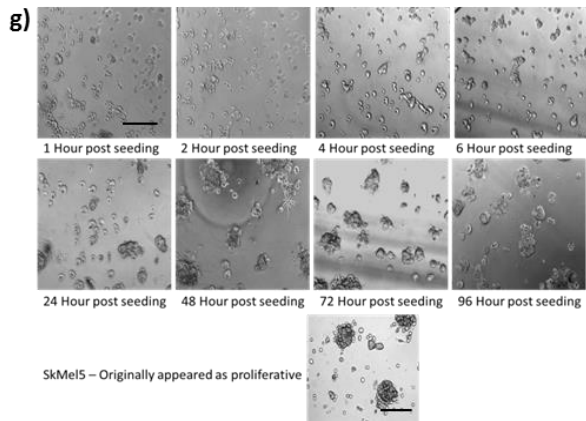 g)
1 Hour post seeding
2 Hour post seeding
4 Hour post seeding
6 Hour post seeding
24 Hour post seeding
48 Hour post seeding
72 Hour post seeding
96 Hour post seeding
SkMel5 – Originally appeared as proliferative